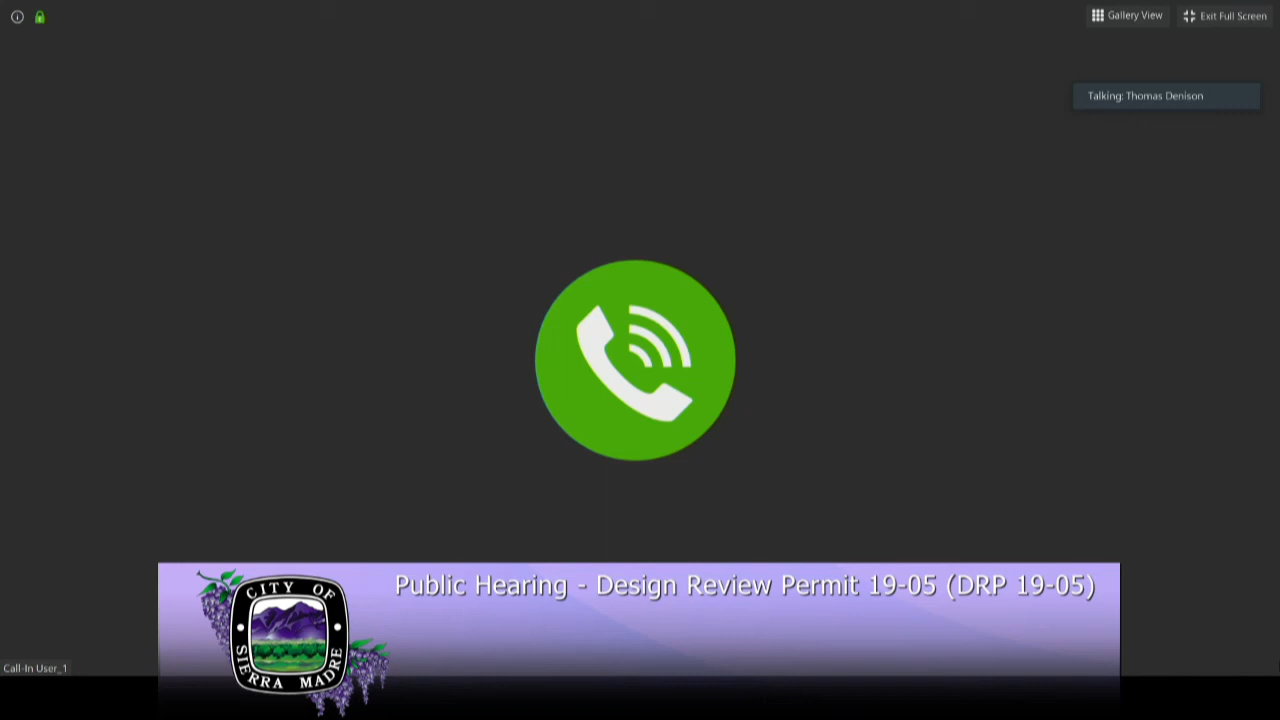 Gallery View
Exit Full Screen
Talking: Thomas Denison
Public Hearing - Design Review Permit 19-05 (DRP 19-05)
CITY OF
SIERRA MADRE
Call-In User_1